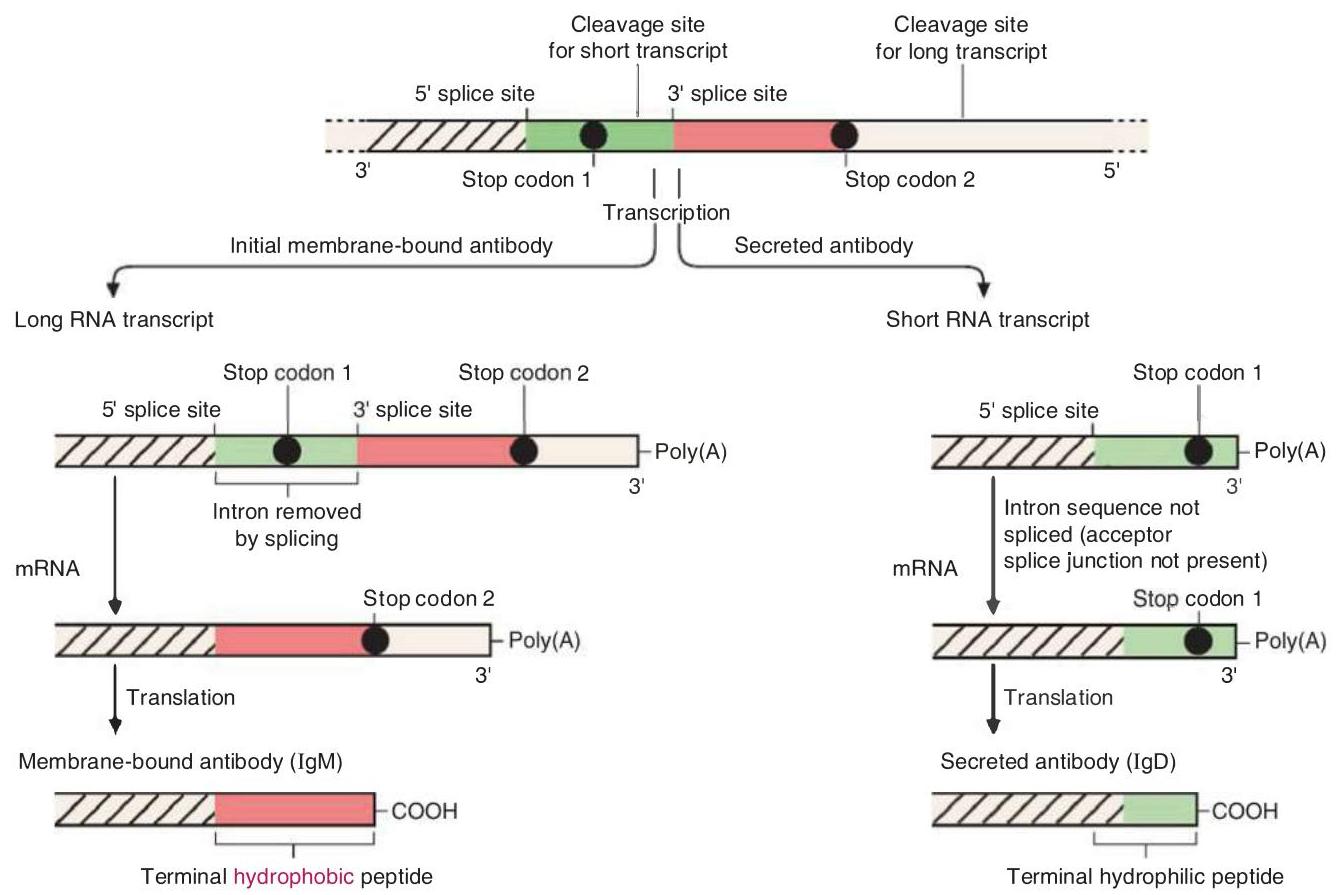 Cleavage site
for short transcript
Cleavage site
for long transcript
5' splice site
3' splice site
3'
Stop codon 1
Stop codon 2
5'
Transcription
Initial membrane-bound antibody
Secreted antibody
Long RNA transcript
Short RNA transcript
Stop codon 1
Stop codon 2
5' splice site
3' splice site
Poly(A)
3'
Intron removed
by splicing
mRNA
Stop codon 2
Poly(A)
3'
Translation
Membrane-bound antibody (IgM)
COOH
Terminal hydrophobic peptide
Stop codon 1
5' splice site
Poly(A)
3'
Intron sequence not
spliced (acceptor
splice junction not present)
mRNA
Stop codon 1
Poly(A)
3'
Translation
Secreted antibody (IgD)
COOH
Terminal hydrophilic peptide